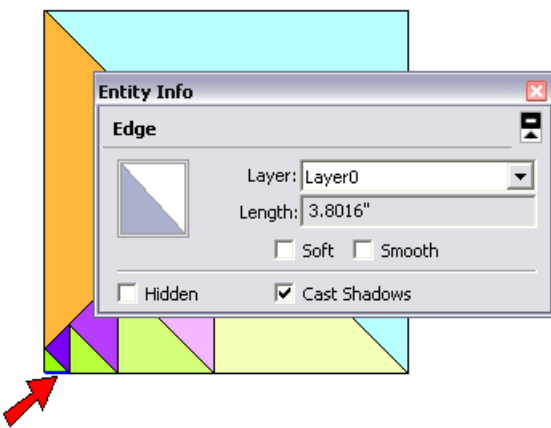 Entity Info
Edge
Layer: Layer0
Length: 3.8016"
Soft Smooth
Hidden Cast Shadows